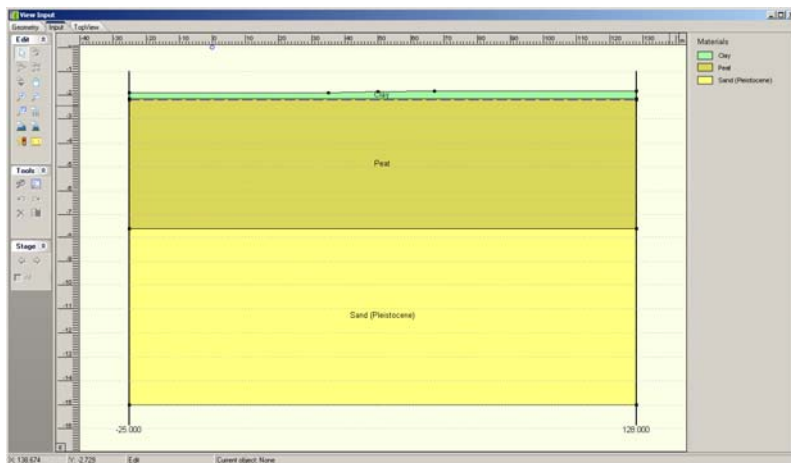 View Input
Geometry Input TopView
Edit
Materials
Clay
Peat
Sand (Pleistocene)
Clay
Peat
Tools
Stage
Sand (Pleistocene)
-25.000 128.000
X: 138.674 Y: -2.729 Edit Current object: None